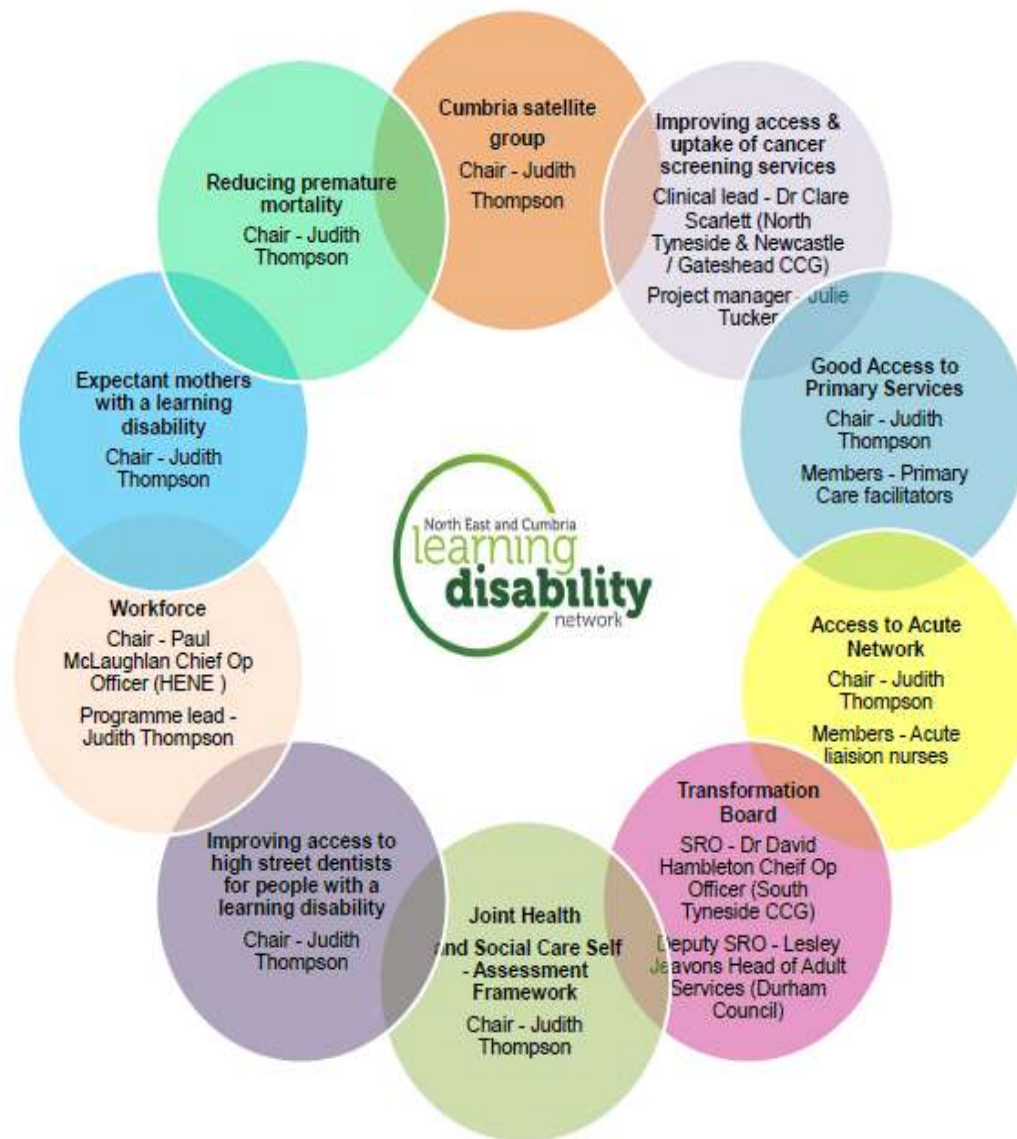 Cumbria satellite
group
Chair - Judith
Thompson
Improving access &
uptake of cancer
screening services
Clinical lead - Dr Clare
Scarlett (North
Tyneside & Newcastle
/ Gateshead CCG)
Project manager - Julie
Tucker
Good Access to
Primary Services
Chair - Judith
Thompson
Members - Primary
Care facilitators
Access to Acute
Network
Chair - Judith
Thompson
Members - Acute
liaision nurses
Transformation
Board
SRO - Dr David
Hambleton Cheif Op
Officer (South
Tyneside CCG)
Deputy SRO - Lesley
Jeavons Head of Adult
Services (Durham
Council)
Joint Health
and Social Care Self
- Assessment
Framework
Chair - Judith
Thompson
Improving access to
high street dentists
for people with a
learning disability
Chair - Judith
Thompson
Workforce
Chair - Paul
McLaughlan Chief Op
Officer (HENE )
Programme lead -
Judith Thompson
Expectant mothers
with a learning
disability
Chair - Judith
Thompson
Reducing premature
mortality
Chair - Judith
Thompson
North East and Cumbria
learning
disability
network